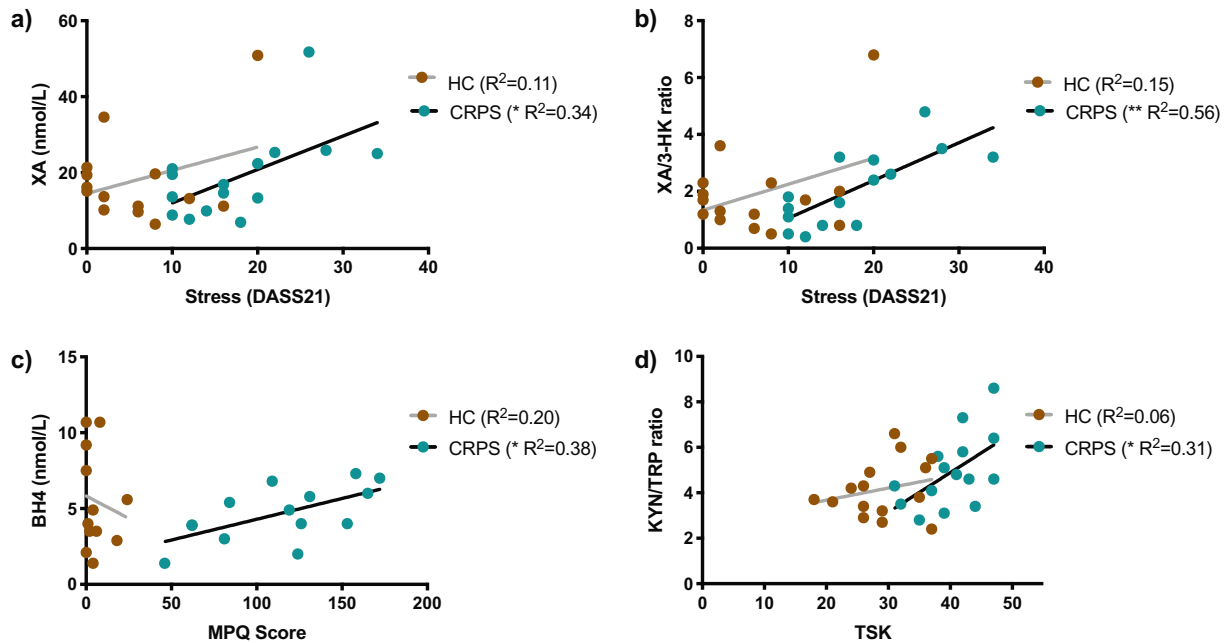 a)
60
40
20
0
XA (nmol/L)
0 10 20 30 40
Stress (DASS21)
HC (R²=0.11)
CRPS (* R²=0.34)
b)
8
6
4
2
0
XA/3-HK ratio
0 10 20 30 40
Stress (DASS21)
HC (R²=0.15)
CRPS (** R²=0.56)
c)
15
10
5
0
BH4 (nmol/L)
0 50 100 150 200
MPQ Score
HC (R²=0.20)
CRPS (* R²=0.38)
d)
10
8
6
4
2
0
KYN/TRP ratio
0 10 20 30 40 50
TSK
HC (R²=0.06)
CRPS (* R²=0.31)